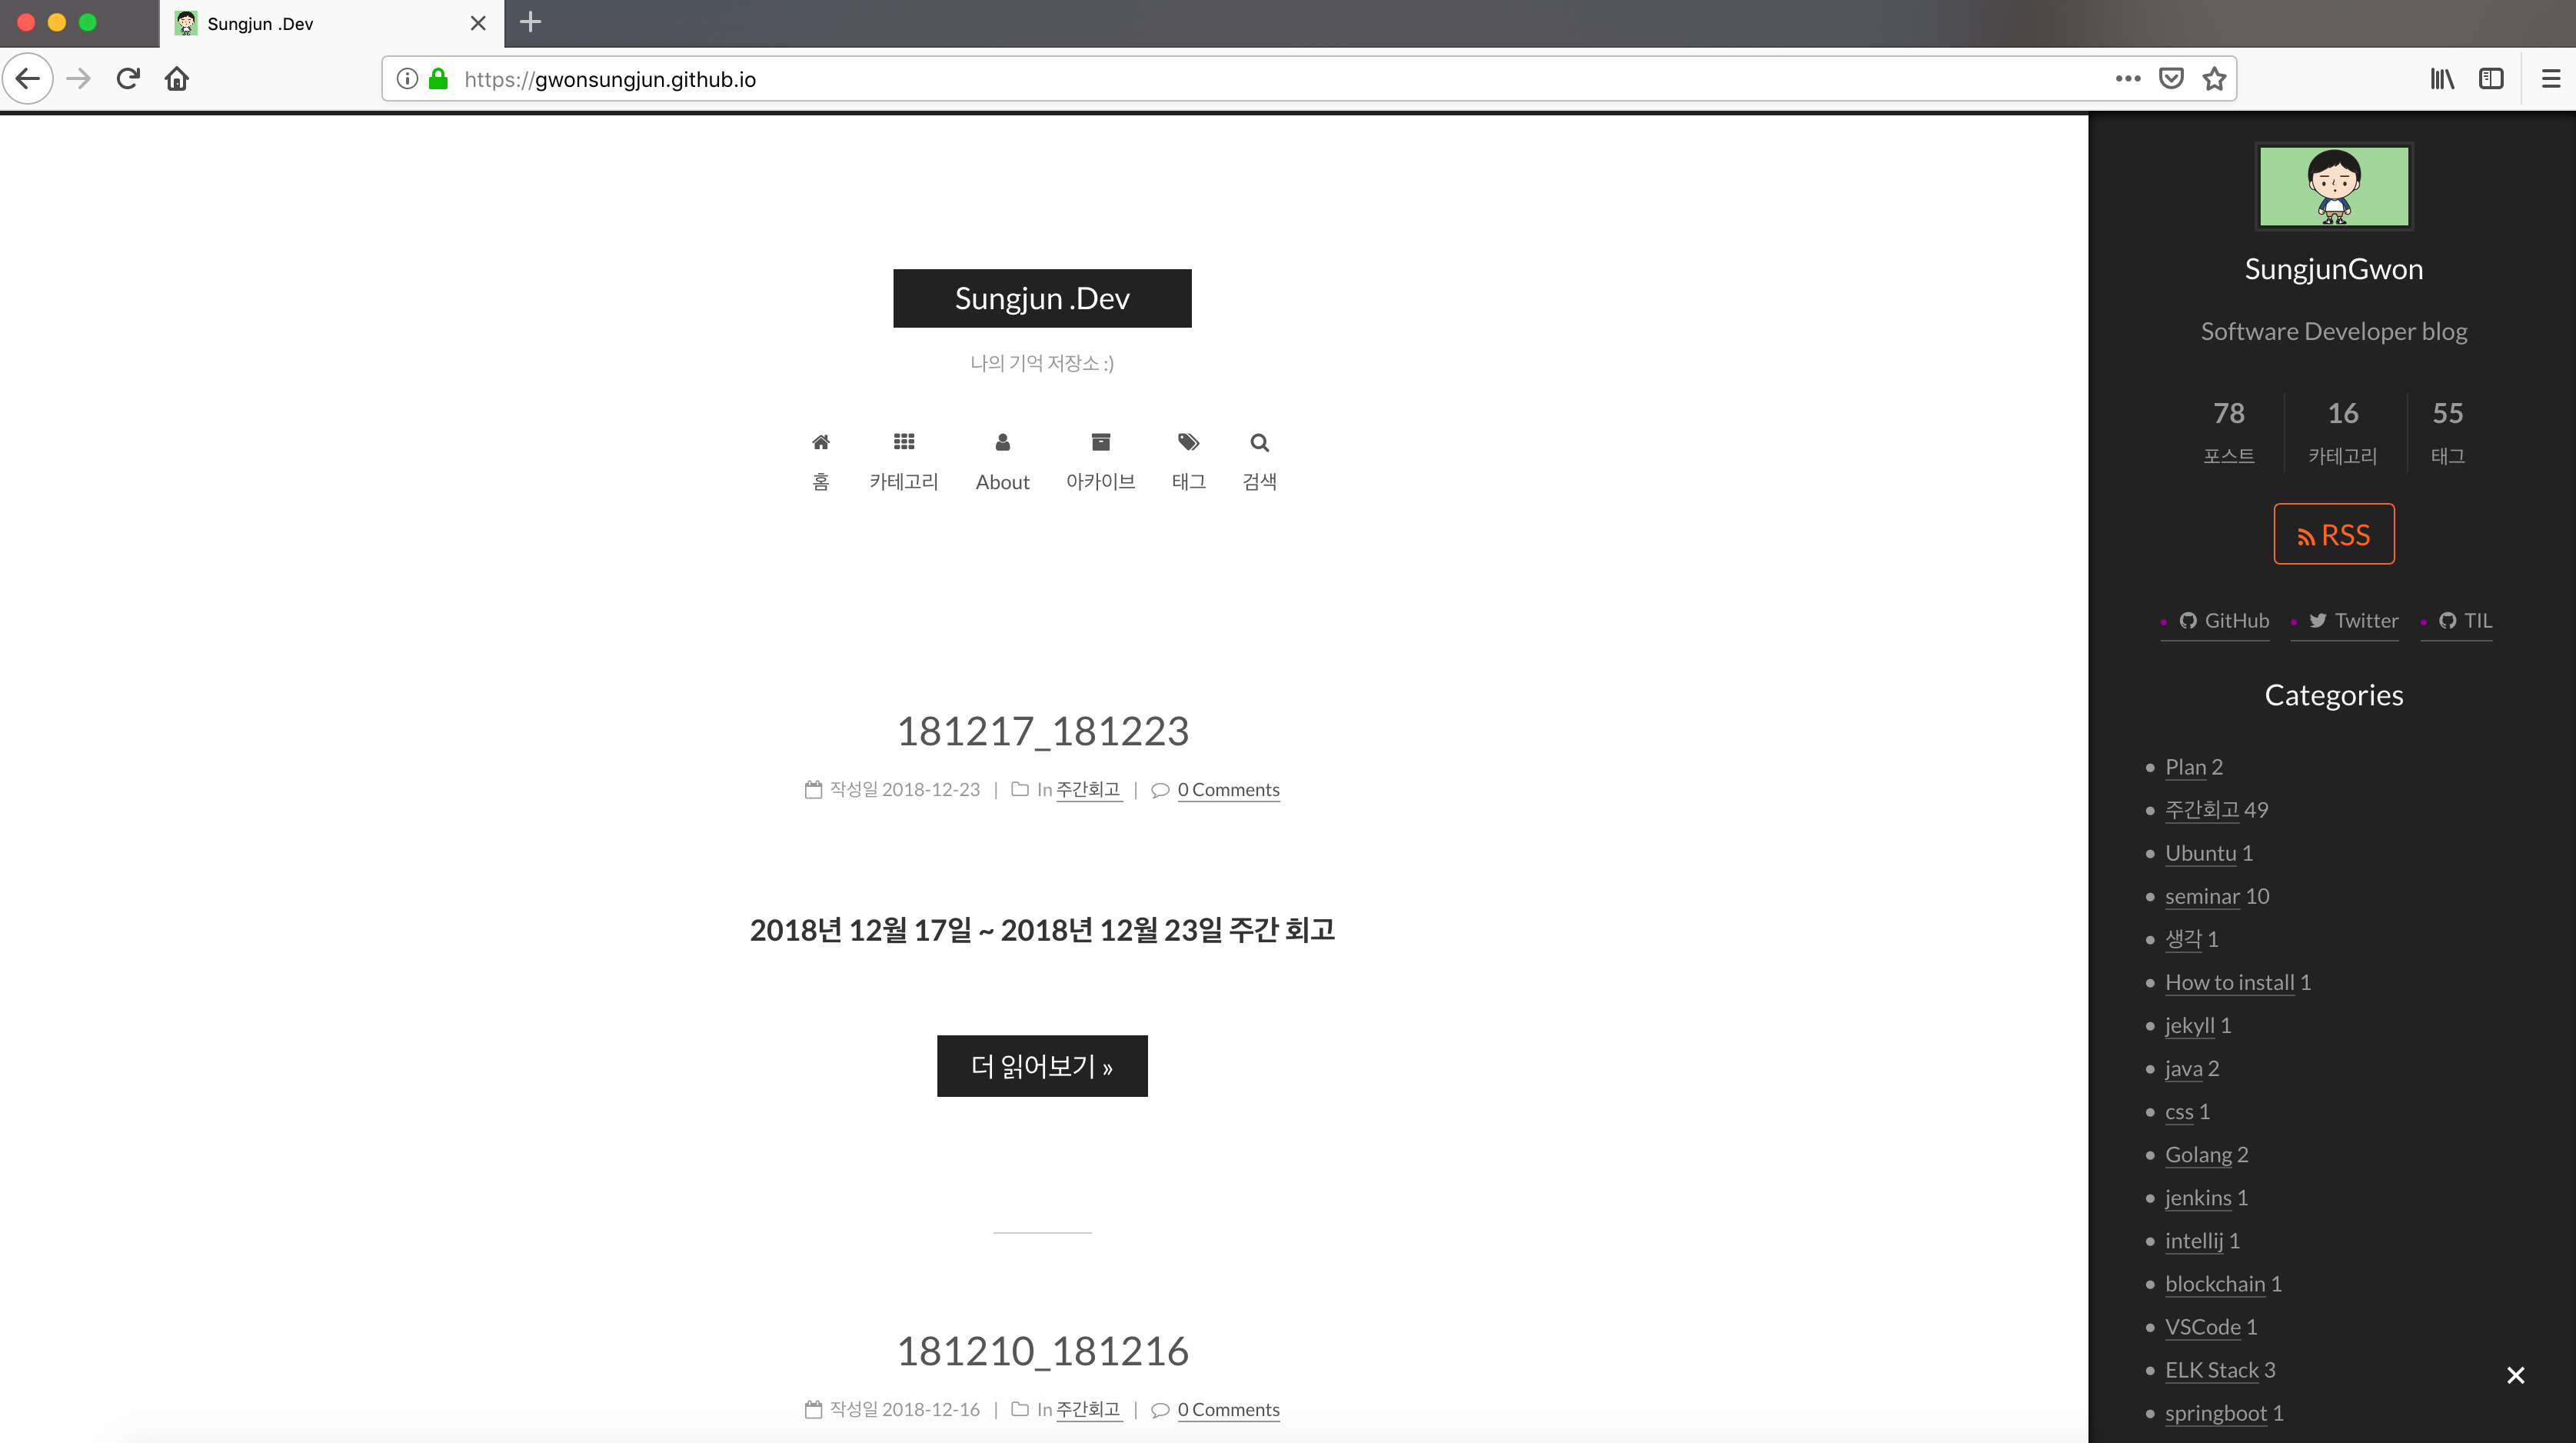 Sungjun .Dev
https://gwonsungjun.github.io
Sungjun .Dev
나의 기억 저장소 :)
홈 카테고리 About 아카이브 태그 검색
181217_181223
작성일 2018-12-23 | In 주간회고 | 0 Comments
2018년 12월 17일 ~ 2018년 12월 23일 주간 회고
더 읽어보기 »
181210_181216
작성일 2018-12-16 | In 주간회고 | 0 Comments
SungjunGwon
Software Developer blog
78 16 55
포스트 카테고리 태그
RSS
GitHub Twitter TIL
Categories
Plan 2
주간회고 49
Ubuntu 1
seminar 10
생각 1
How to install 1
jekyll 1
java 2
css 1
Golang 2
jenkins 1
intellij 1
blockchain 1
VSCode 1
ELK Stack 3
springboot 1